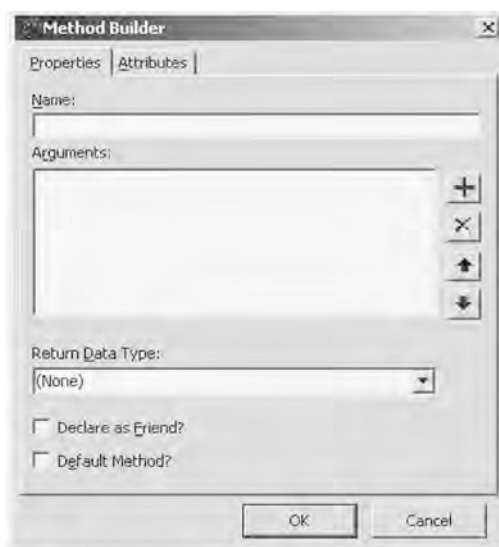 Method Builder
Properties
Attributes
Name:
Arguments:
Return Data Type:
(None)
Declare as Friend?
Default Method?
OK
Cancel